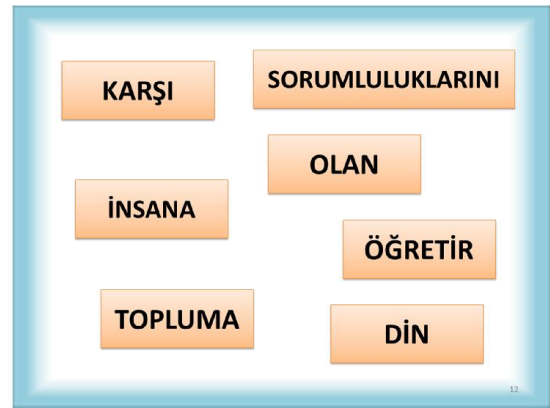 KARŞI
SORUMLULUKLARINI
OLAN
İNSANA
ÖĞRETİR
TOPLUMA
DİN
12